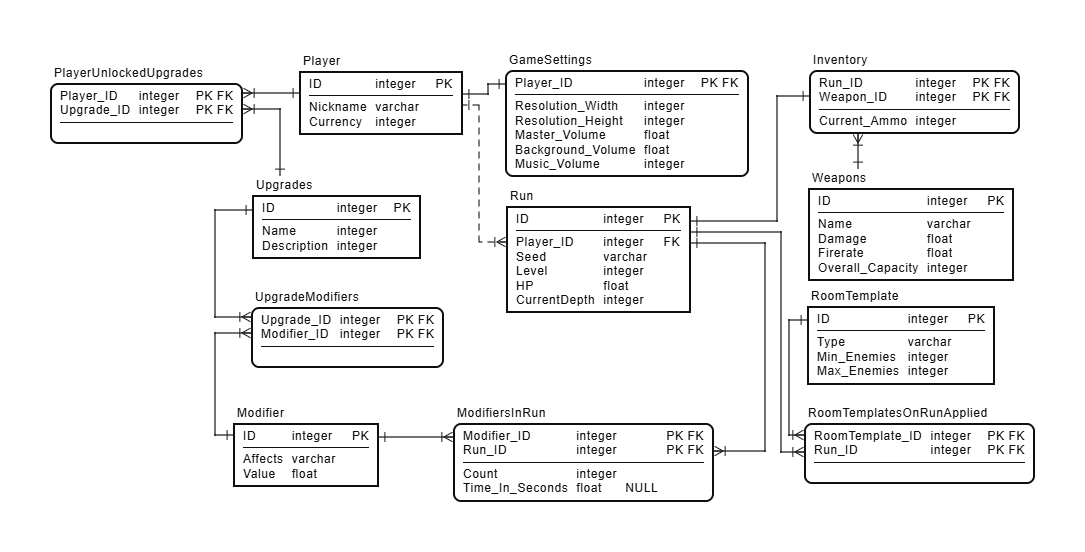 PlayerUnlockedUpgrades
Player_ID integer PK FK
Upgrade_ID integer PK FK
Player
ID integer PK
Nickname varchar
Currency integer
GameSettings
Player_ID integer PK FK
Resolution_Width integer
Resolution_Height integer
Master_Volume float
Background_Volume float
Music_Volume integer
Inventory
Run_ID integer PK FK
Weapon_ID integer PK FK
Current_Ammo integer
Upgrades
ID integer PK
Name integer
Description integer
Run
ID integer PK
Player_ID integer FK
Seed varchar
Level integer
HP float
CurrentDepth integer
Weapons
ID integer PK
Name varchar
Damage float
Firerate float
Overall_Capacity integer
UpgradeModifiers
Upgrade_ID integer PK FK
Modifier_ID integer PK FK
RoomTemplate
ID integer PK
Type varchar
Min_Enemies integer
Max_Enemies integer
Modifier
ID integer PK
Affects varchar
Value float
ModifiersInRun
Modifier_ID integer PK FK
Run_ID integer PK FK
Count integer
Time_In_Seconds float NULL
RoomTemplatesOnRunApplied
RoomTemplate_ID integer PK FK
Run_ID integer PK FK